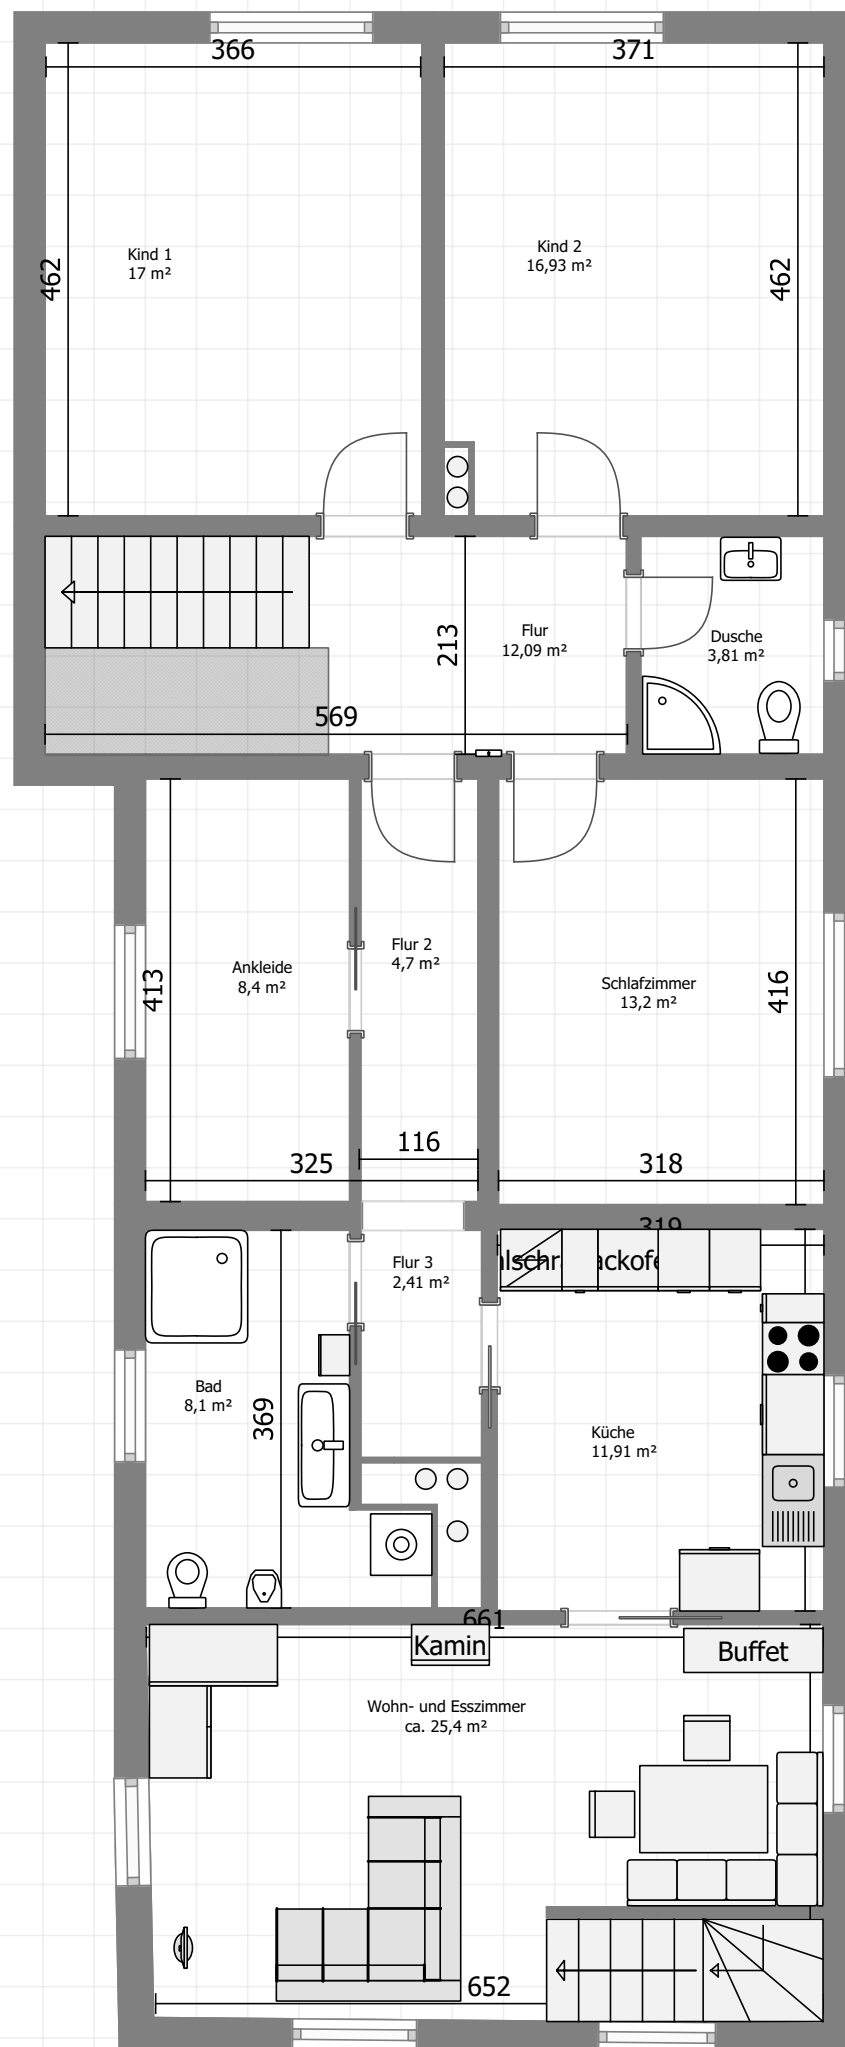 366
371
462
Kind 1
17 m²
Kind 2
16,93 m²
462
213
Flur
12,09 m²
Dusche
3,81 m²
569
413
Ankleide
8,4 m²
Flur 2
4,7 m²
Schlafzimmer
13,2 m²
416
325
116
318
319
Flur 3
2,41 m²
Bad
8,1 m²
369
Küche
11,91 m²
661
Kamin
Buffet
Wohn- und Esszimmer
ca. 25,4 m²
652